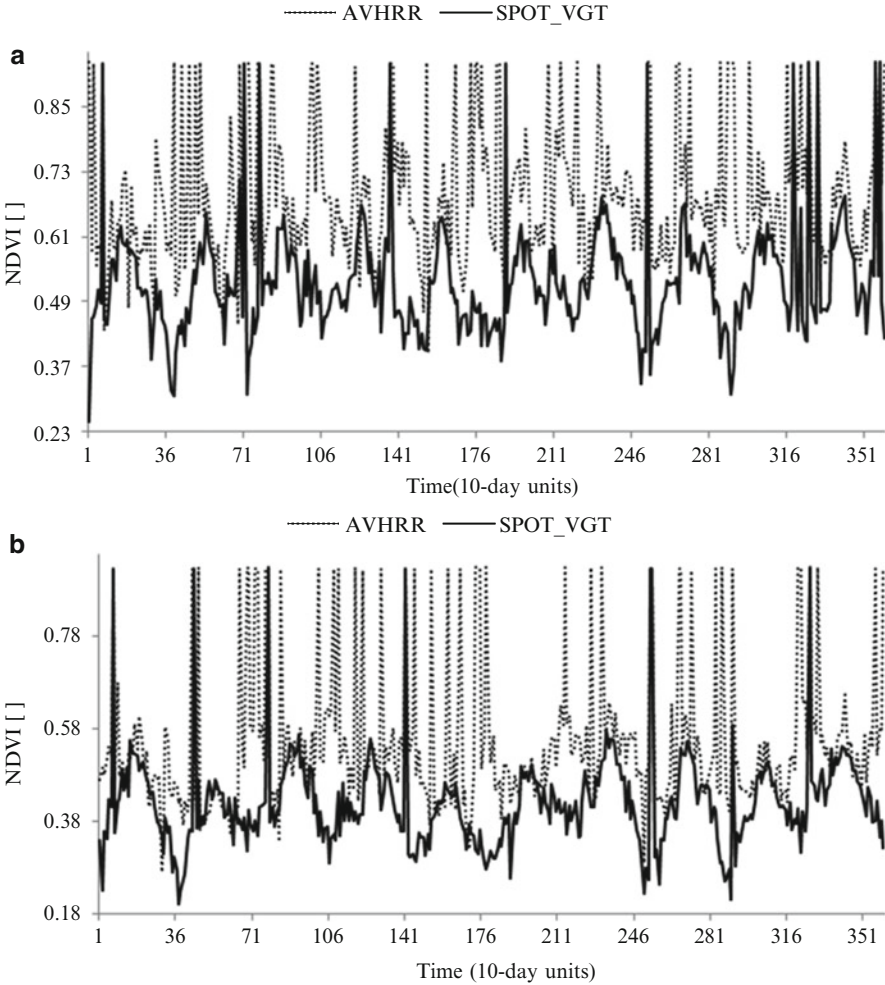 AVHRR SPOT_VGT
a
NDVI [ ]
0.85
0.73
0.61
0.49
0.37
0.23
1 36 71 106 141 176 211 246 281 316 351
Time(10-day units)
AVHRR SPOT_VGT
b
NDVI [ ]
0.78
0.58
0.38
0.18
1 36 71 106 141 176 211 246 281 316 351
Time (10-day units)